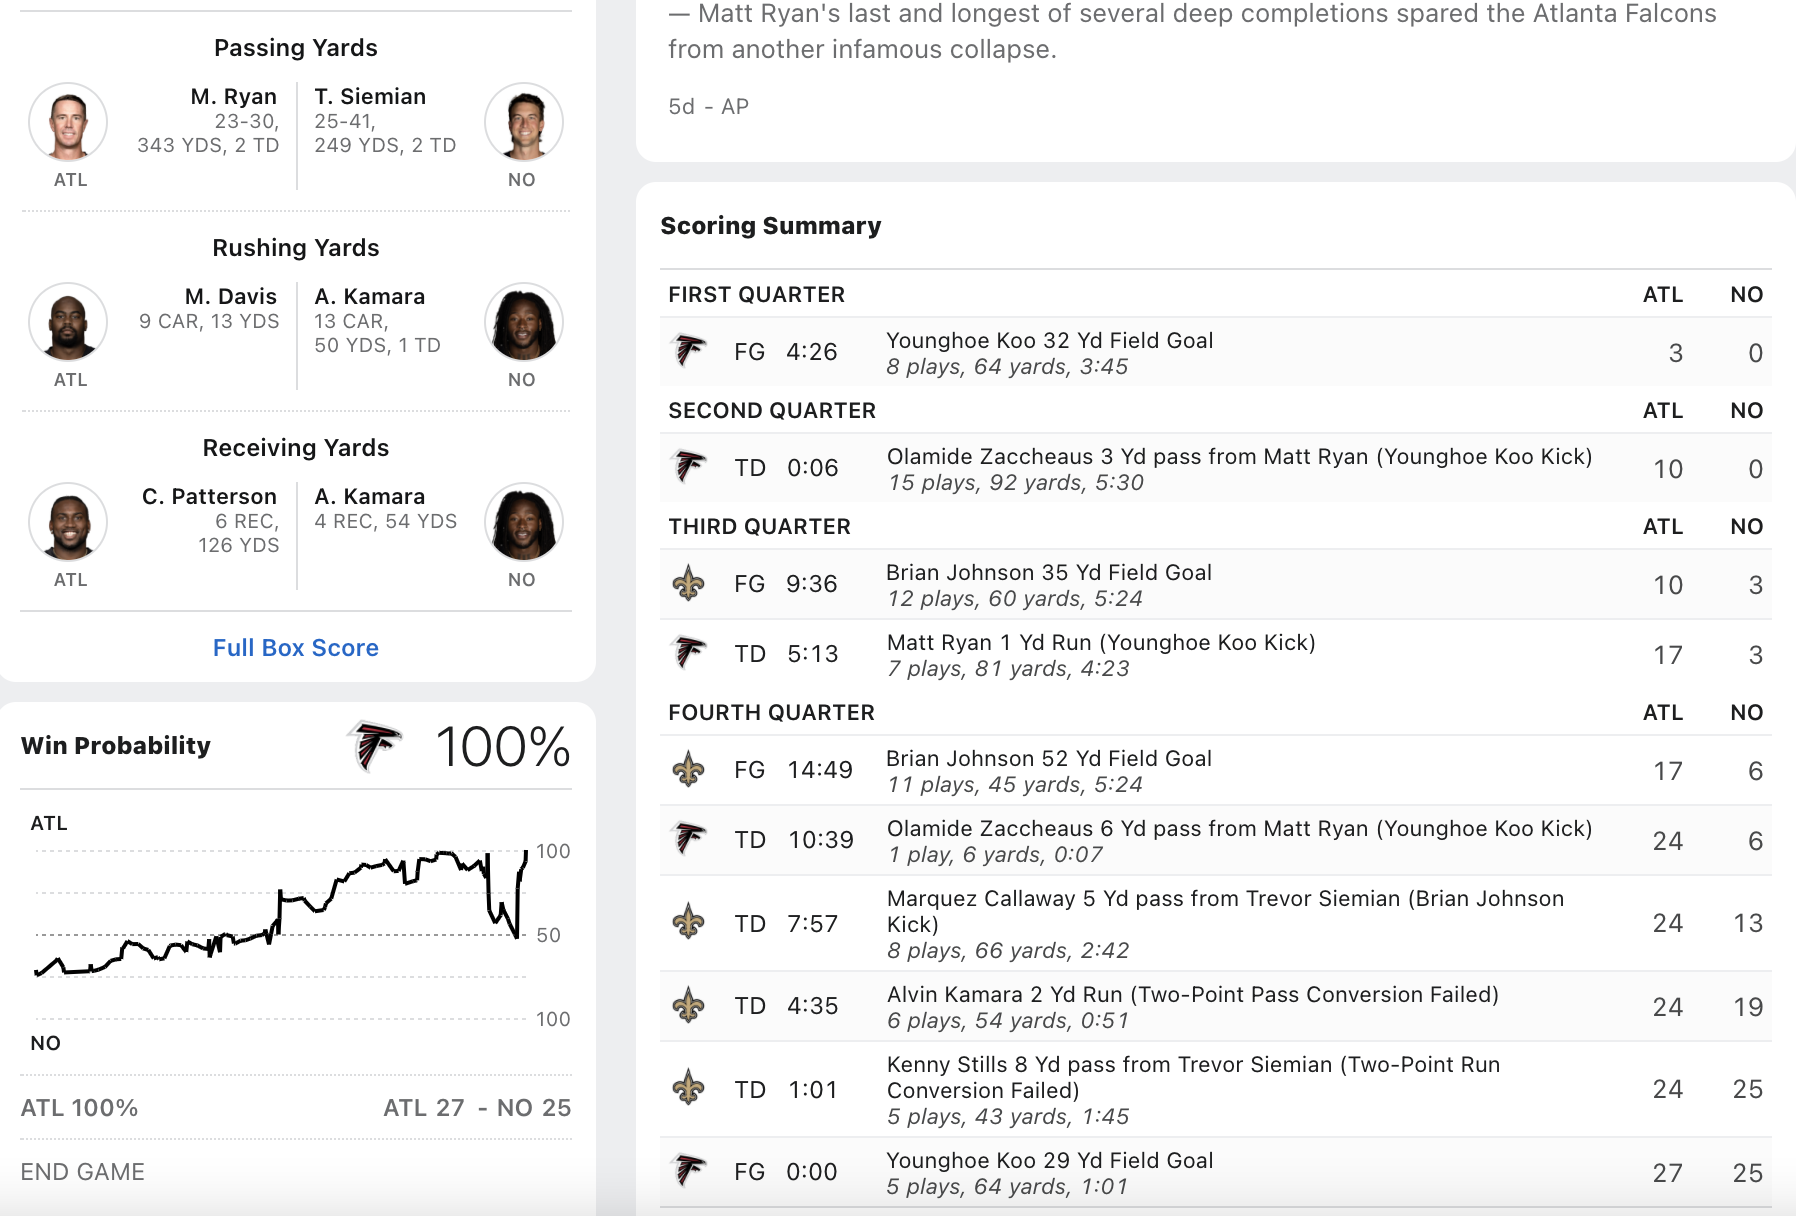 Passing Yards
M. Ryan
23-30,
343 YDS, 2 TD
ATL
T. Siemian
25-41,
249 YDS, 2 TD
NO
Rushing Yards
M. Davis
9 CAR, 13 YDS
ATL
A. Kamara
13 CAR,
50 YDS, 1 TD
NO
Receiving Yards
C. Patterson
6 REC,
126 YDS
ATL
A. Kamara
4 REC, 54 YDS
NO
Full Box Score
Win Probability 100%
ATL
100
50
100
NO
ATL 100% ATL 27 - NO 25
END GAME
— Matt Ryan's last and longest of several deep completions spared the Atlanta Falcons
from another infamous collapse.
5d - AP
Scoring Summary
FIRST QUARTER ATL NO
FG 4:26 Younghoe Koo 32 Yd Field Goal 3 0
8 plays, 64 yards, 3:45
SECOND QUARTER ATL NO
TD 0:06 Olamide Zaccheaus 3 Yd pass from Matt Ryan (Younghoe Koo Kick) 10 0
15 plays, 92 yards, 5:30
THIRD QUARTER ATL NO
FG 9:36 Brian Johnson 35 Yd Field Goal 10 3
12 plays, 60 yards, 5:24
TD 5:13 Matt Ryan 1 Yd Run (Younghoe Koo Kick) 17 3
7 plays, 81 yards, 4:23
FOURTH QUARTER ATL NO
FG 14:49 Brian Johnson 52 Yd Field Goal 17 6
11 plays, 45 yards, 5:24
TD 10:39 Olamide Zaccheaus 6 Yd pass from Matt Ryan (Younghoe Koo Kick) 24 6
1 play, 6 yards, 0:07
TD 7:57 Marquez Callaway 5 Yd pass from Trevor Siemian (Brian Johnson 24 13
Kick)
8 plays, 66 yards, 2:42
TD 4:35 Alvin Kamara 2 Yd Run (Two-Point Pass Conversion Failed) 24 19
6 plays, 54 yards, 0:51
TD 1:01 Kenny Stills 8 Yd pass from Trevor Siemian (Two-Point Run 24 25
Conversion Failed)
5 plays, 43 yards, 1:45
FG 0:00 Younghoe Koo 29 Yd Field Goal 27 25
5 plays, 64 yards, 1:01